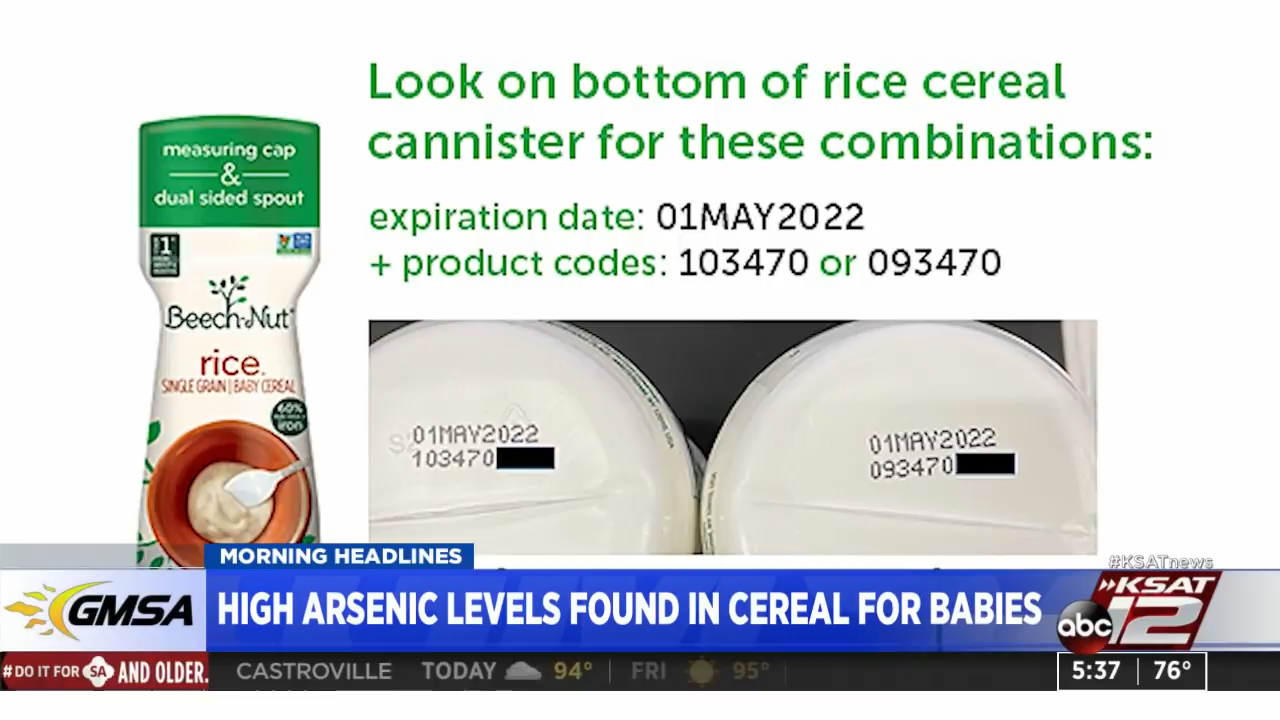 Look on bottom of rice cereal
cannister for these combinations:
expiration date: 01MAY2022
+ product codes: 103470 or 093470
measuring cap
&
dual sided spout
Beech-Nut
rice.
SINGLE GRAIN | BABY CEREAL
60%
iron
01MAY2022
103470
01MAY2022
093470
MORNING HEADLINES
#KSATnews
GMSA
HIGH ARSENIC LEVELS FOUND IN CEREAL FOR BABIES
KSAT
abc 12
#DO IT FOR SA AND OLDER.
CASTROVILLE TODAY 94° FRI 95°
5:37 76°